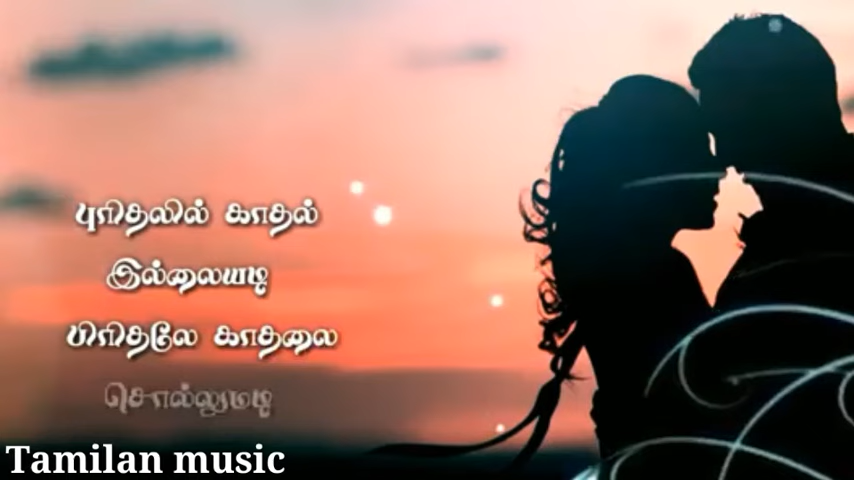 புரிதலில் காதல்
இல்லையடி
பிரிதலே காதலை
சொல்லுமடி
Tamilan music